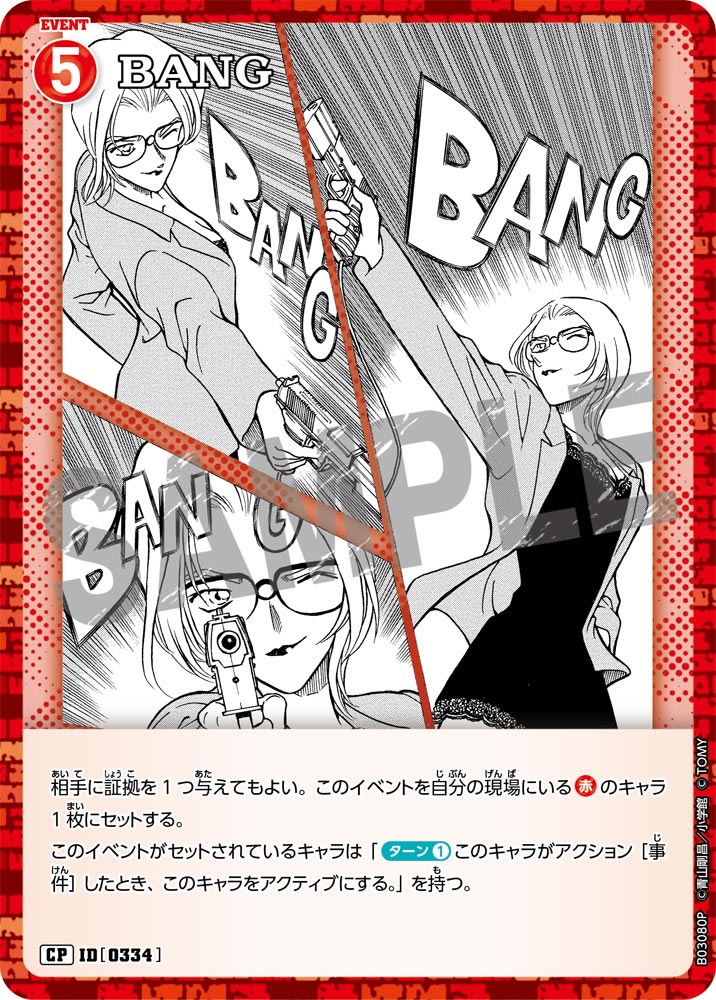 EVENT
5
BANG
BANG
BANG
BANG
SAMPLE
相手に証拠を1つ与えてもよい。このイベントを自分の現場にいる赤のキャラ
1枚にセットする。
このイベントがセットされているキャラは「ターン1このキャラがアクション[事
件]したとき、このキャラをアクティブにする。」を持つ。
CP ID[0334]
B03080P ©青山剛昌/小学館 ©TOMY